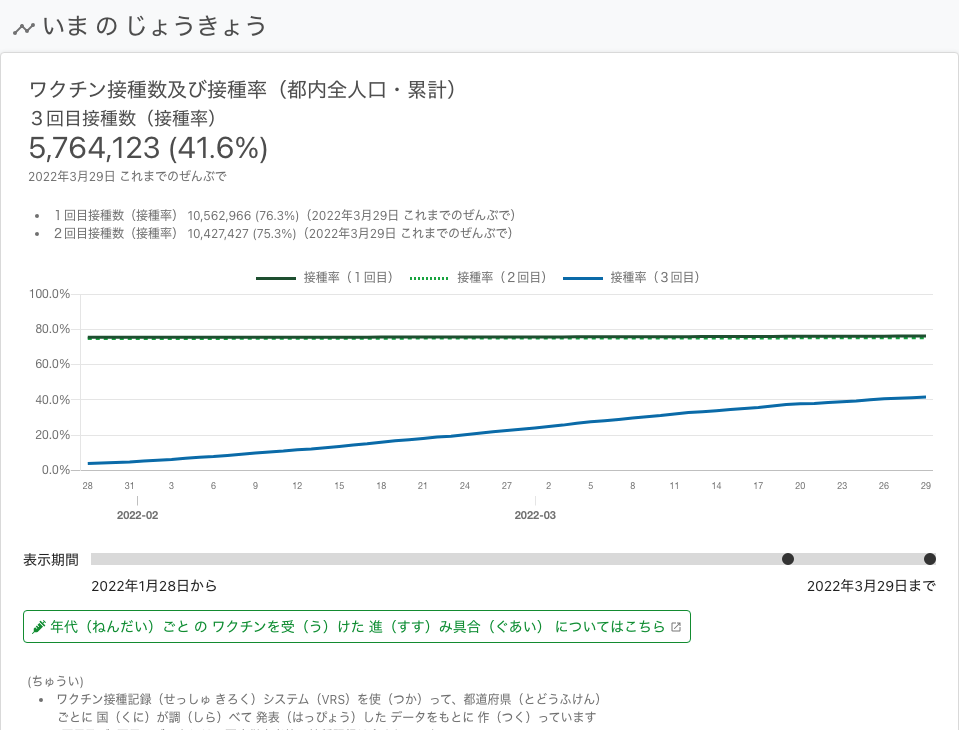 いま の じょうきょう
ワクチン接種数及び接種率（都内全人口・累計）
３回目接種数（接種率）
5,764,123 (41.6%)
2022年3月29日 これまでのぜんぶで
１回目接種数（接種率） 10,562,966 (76.3%)（2022年3月29日 これまでのぜんぶで）
２回目接種数（接種率） 10,427,427 (75.3%)（2022年3月29日 これまでのぜんぶで）
接種率（１回目） 接種率（２回目） 接種率（３回目）
100.0%
80.0%
60.0%
40.0%
20.0%
0.0%
28 31 3 6 9 12 15 18 21 24 27 2 5 8 11 14 17 20 23 26 29
2022-02 2022-03
表示期間
2022年1月28日から 2022年3月29日まで
年代（ねんだい）ごと の ワクチンを受（う）けた 進（すす）み具合（ぐあい） についてはこちら
(ちゅうい)
ワクチン接種記録（せっしゅ きろく）システム（VRS）を使（つか）って、都道府県（とどうふけん）
ごとに 国（くに）が調（しら）べて 発表（はっぴょう）した データをもとに 作（つく）っています